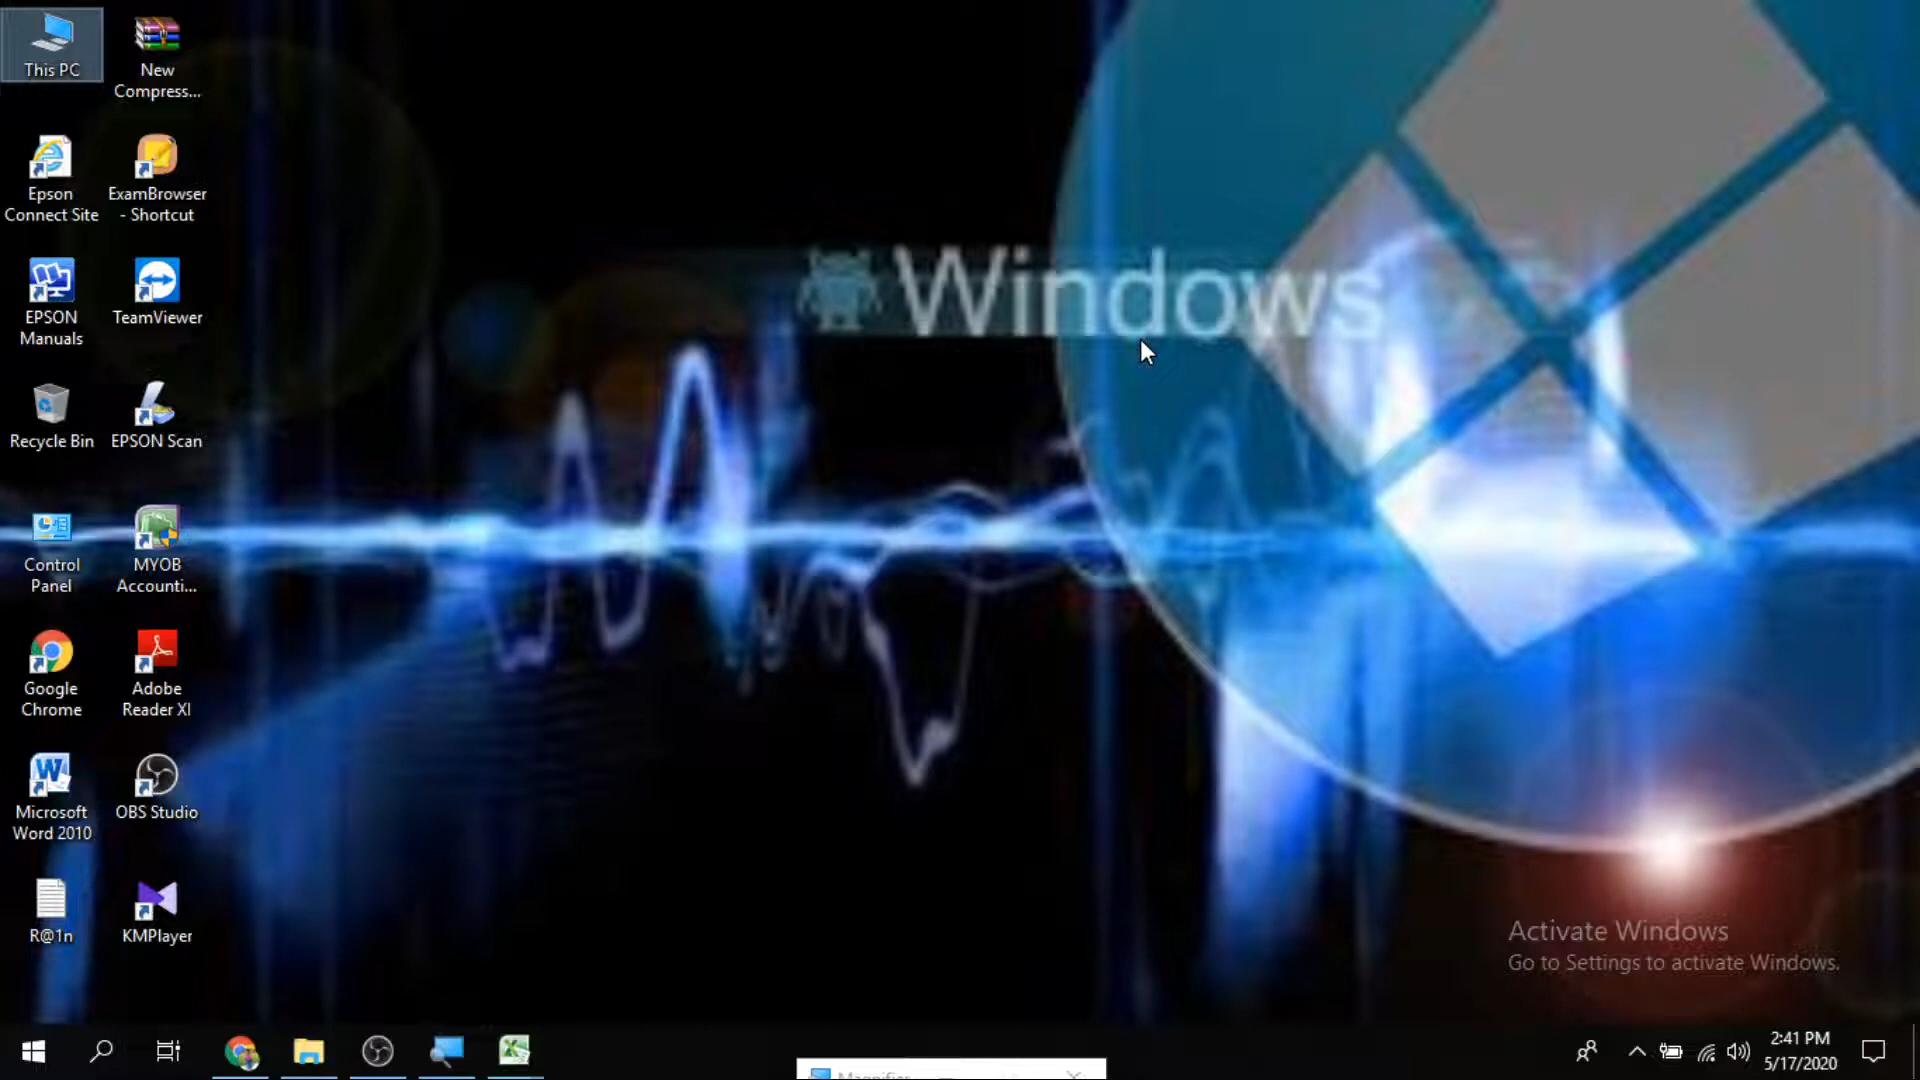 This PC
New
Compress...
Epson
Connect Site
ExamBrowser
- Shortcut
EPSON
Manuals
TeamViewer
Recycle Bin
EPSON Scan
Control
Panel
MYOB
Accounti...
Google
Chrome
Adobe
Reader XI
Microsoft
Word 2010
OBS Studio
R@1n
KMPlayer
Windows
Activate Windows
Go to Settings to activate Windows.
Magnifier
2:41 PM
5/17/2020